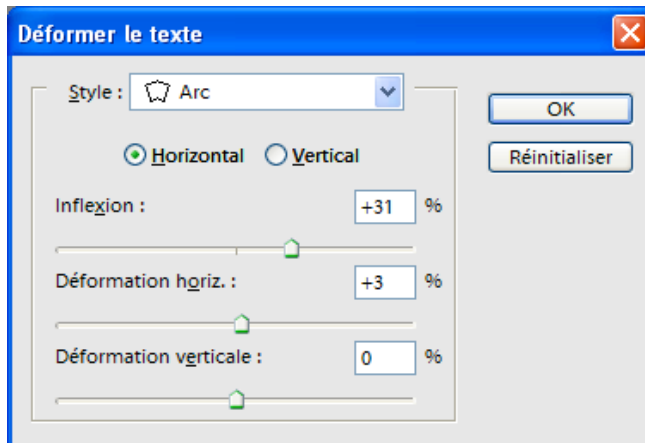 Déformer le texte
Style : Arc
OK
Horizontal Vertical
Réinitialiser
Inflexion : +31 %
Déformation horiz. : +3 %
Déformation verticale : 0 %